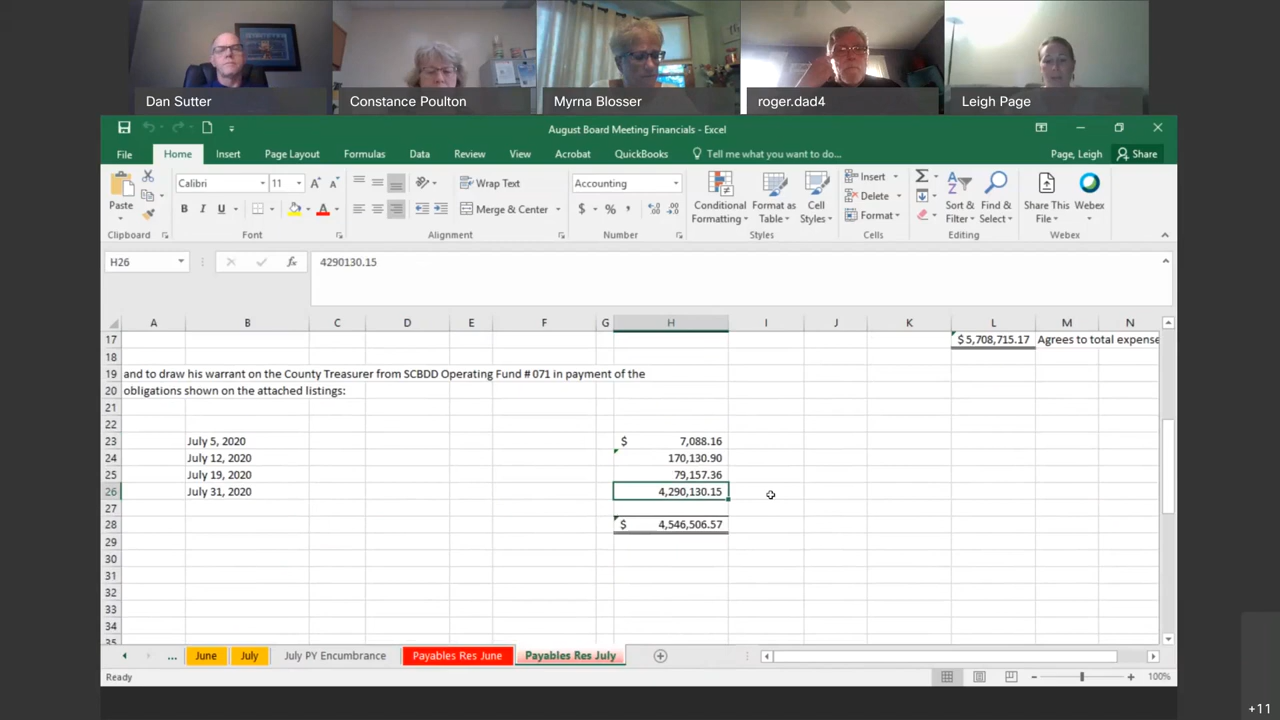 Dan Sutter
Constance Poulton
Myrna Blosser
roger.dad4
Leigh Page
August Board Meeting Financials - Excel
File Home Insert Page Layout Formulas Data Review View Acrobat QuickBooks Tell me what you want to do... Page, Leigh Share
Paste
Clipboard
Calibri 11
B I U
Font
Wrap Text
Merge & Center
Alignment
Accounting
$ % ,
Number
Conditional Formatting
Format as Table
Cell Styles
Styles
Insert
Delete
Format
Cells
Sort & Filter
Find & Select
Editing
Share This File
Webex
Webex
H26 fx 4290130.15
A B C D E F G H I J K L M N
17 $ 5,708,715.17 Agrees to total expense
18
19 and to draw his warrant on the County Treasurer from SCBDD Operating Fund # 071 in payment of the
20 obligations shown on the attached listings:
21
22
23 July 5, 2020 $ 7,088.16
24 July 12, 2020 170,130.90
25 July 19, 2020 79,157.36
26 July 31, 2020 4,290,130.15
27
28 $ 4,546,506.57
29
30
31
32
33
34
35
... June July July PY Encumbrance Payables Res June Payables Res July
Ready 100%
+11